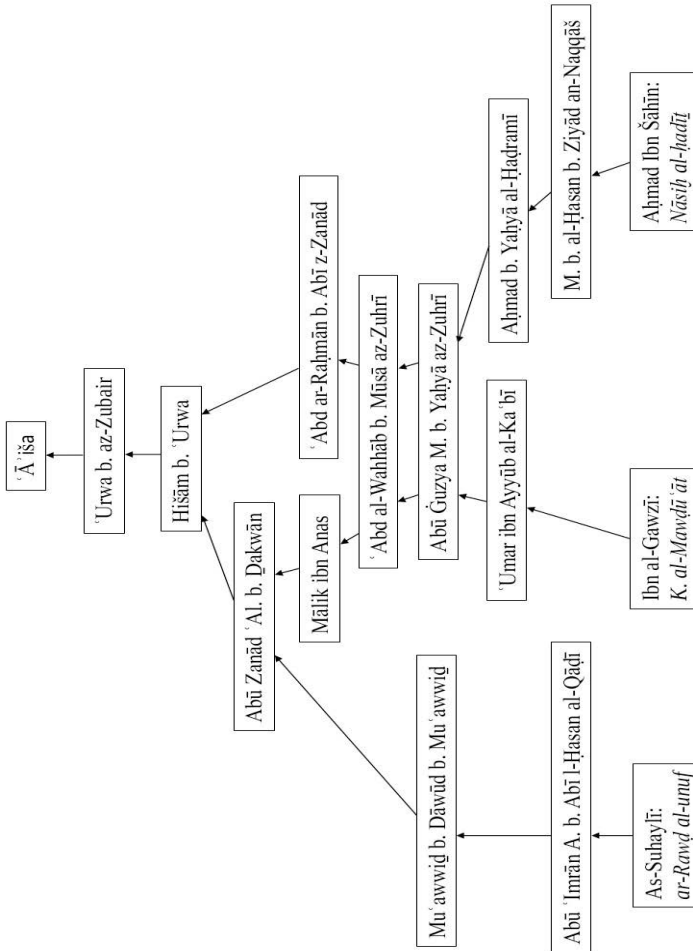 ʿĀʾiša
ʿUrwa b. az-Zubair
Hišām b. ʿUrwa
Abū Zanād ʿAl. b. Ḏakwān
ʿAbd ar-Raḥmān b. Abī z-Zanād
Mālik ibn Anas
ʿAbd al-Wahhāb b. Mūsā az-Zuhrī
Muʿawwiḏ b. Dāwūd b. Muʿawwiḏ
Abū Ġuzya M. b. Yaḥyā az-Zuhrī
ʿUmar ibn Ayyūb al-Kaʿbī
Aḥmad b. Yaḥyā al-Ḥaḍramī
Abū ʿImrān A. b. Abī l-Ḥasan al-Qāḍī
M. b. al-Ḥasan b. Ziyād an-Naqqāš
As-Suhaylī:
ar-Rawḍ al-unuf
Ibn al-Gawzī:
K. al-Mawḍūʿāt
Aḥmad Ibn Šāhīn:
Nāsiḫ al-ḥadīṯ